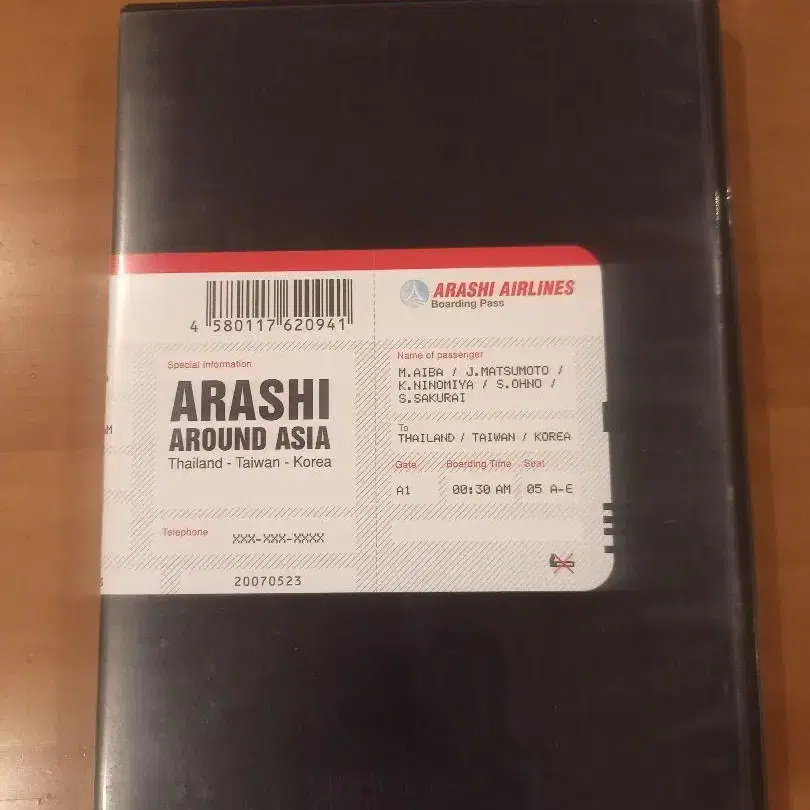 4 580117 620941
Special Information
ARASHI
AROUND ASIA
Thailand - Taiwan - Korea
Telephone
XXX-XXX-XXXX
20070523
ARASHI AIRLINES
Boarding Pass
Name of passenger
M.AIBA / J.MATSUMOTO /
K.NINOMIYA / S.OHNO /
S.SAKURAI
To
THAILAND / TAIWAN / KOREA
Gate Boarding Time Seat
A1 00:30 AM 05 A-E